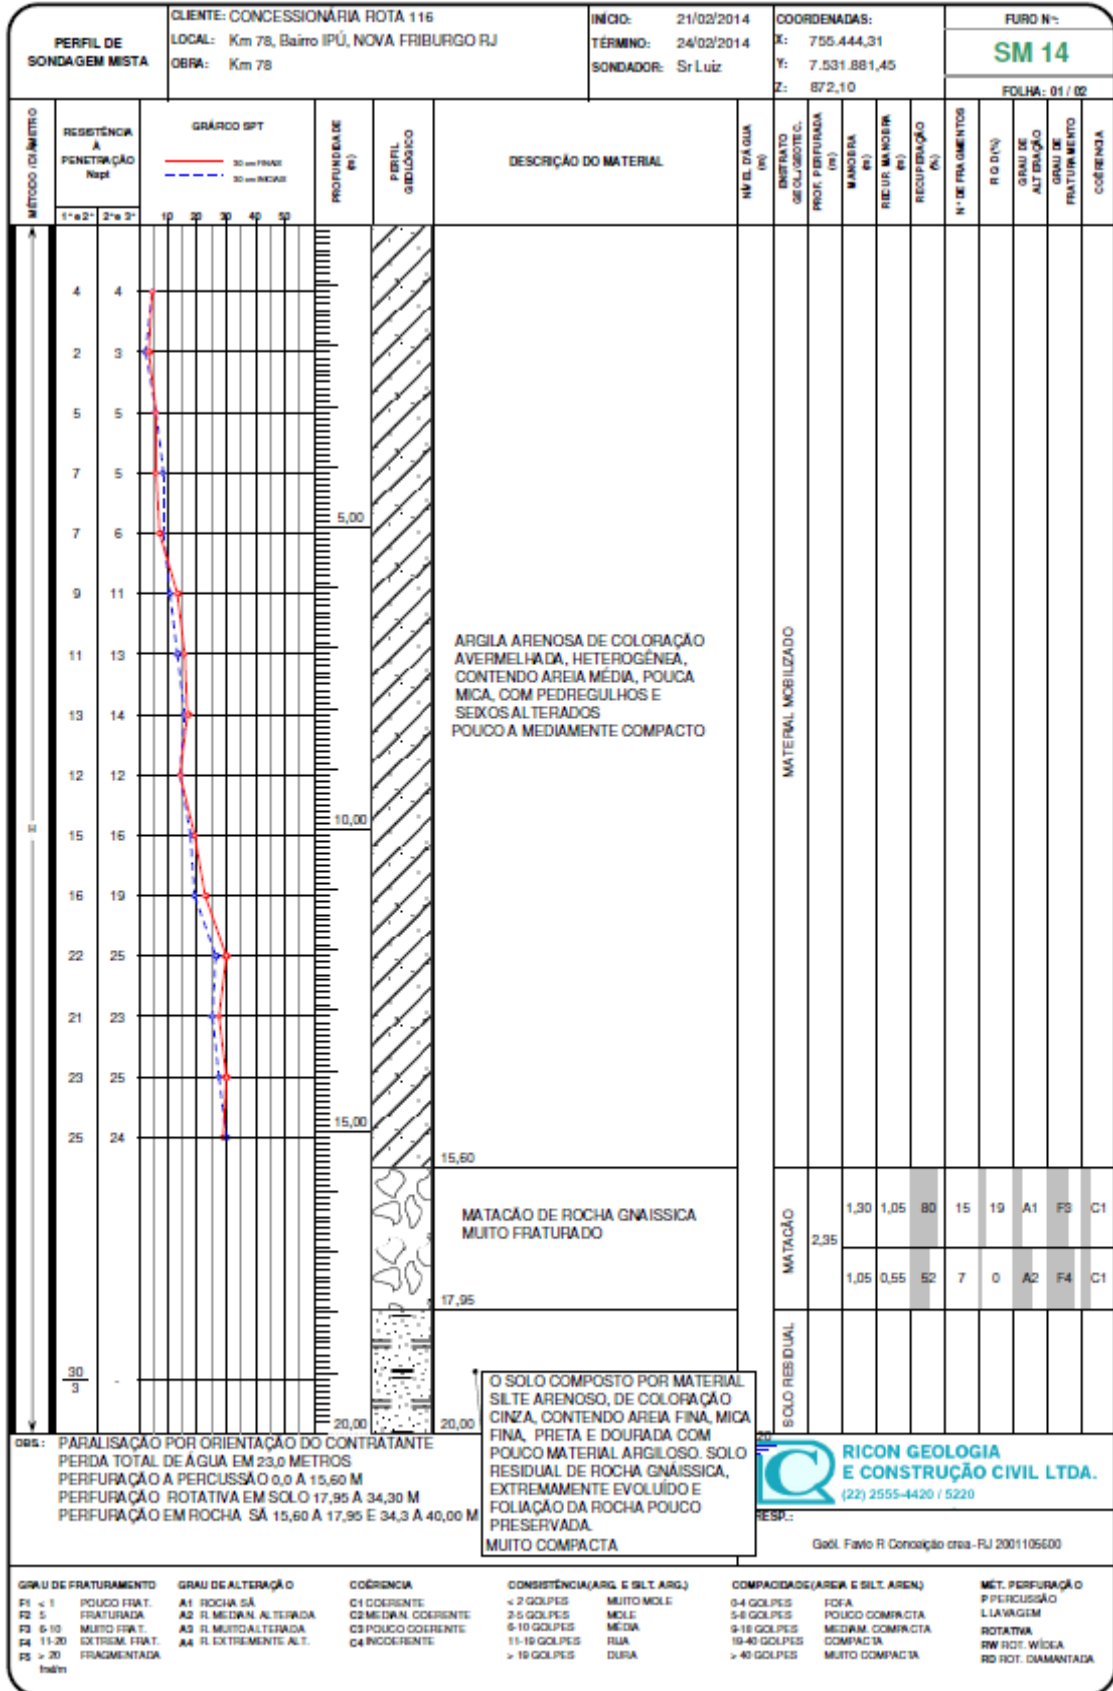 PERFIL DE
SONDAGEM MISTA
CLIENTE: CONCESSIONÁRIA ROTA 116
LOCAL: Km 78, Bairro IPÚ, NOVA FRIBURGO RJ
OBRA: Km 78
INÍCIO: 21/02/2014
TÉRMINO: 24/02/2014
SONDADOR: Sr Luiz
COORDENADAS:
X: 755.444,31
Y: 7.531.881,45
Z: 872,10
FURO Nº:
SM 14
FOLHA: 01 / 02
MÉTODO /DIÂMETRO
RESISTÊNCIA
À
PENETRAÇÃO
Nspt
1ª e 2ª 2ª e 3ª
GRÁFICO SPT
30 cm FINAIS
30 cm INICIAIS
10 20 30 40 50
PROFUNDIDADE
(m)
PERFIL
GEOLÓGICO
DESCRIÇÃO DO MATERIAL
NÍVEL D'ÁGUA
(m)
ENSTRATO
GEOL./GEOTEC.
PROF. PERFURADA
(m)
MANOBRA
(m)
RECUP. MANOBRA
(m)
RECUPERAÇÃO
(%)
Nº DE FRAGMENTOS
R Q D (%)
GRAU DE
ALTERAÇÃO
GRAU DE
FRATURAMENTO
COÊRENCIA
4 4
2 3
5 5
7 5
5,00
7 6
9 11
11 13
13 14
12 12
10,00
15 16
16 19
22 25
21 23
23 25
15,00
25 24
ARGILA ARENOSA DE COLORAÇÃO
AVERMELHADA, HETEROGÊNEA,
CONTENDO AREIA MÉDIA, POUCA
MICA, COM PEDREGULHOS E
SEIXOS ALTERADOS
POUCO A MEDIAMENTE COMPACTO
MATERIAL MOBILIZADO
15,60
MATACÃO DE ROCHA GNAISSICA
MUITO FRATURADO
MATACÃO
2,35
1,30 1,05 80 15 19 A1 F3 C1
1,05 0,55 52 7 0 A2 F4 C1
17,95
SOLO RESIDUAL
30
3
-
20,00
20,00
O SOLO COMPOSTO POR MATERIAL
SILTE ARENOSO, DE COLORAÇÃO
CINZA, CONTENDO AREIA FINA, MICA
FINA, PRETA E DOURADA COM
POUCO MATERIAL ARGILOSO. SOLO
RESIDUAL DE ROCHA GNÁISSICA,
EXTREMAMENTE EVOLUÍDO E
FOLIAÇÃO DA ROCHA POUCO
PRESERVADA.
MUITO COMPACTA
OBS.: PARALISAÇÃO POR ORIENTAÇÃO DO CONTRATANTE
PERDA TOTAL DE ÁGUA EM 23,0 METROS
PERFURAÇÃO A PERCUSSÃO 0,0 A 15,60 M
PERFURAÇÃO ROTATIVA EM SOLO 17,95 A 34,30 M
PERFURAÇÃO EM ROCHA SÃ 15,60 A 17,95 E 34,3 A 40,00 M
RICON GEOLOGIA
E CONSTRUÇÃO CIVIL LTDA.
(22) 2555-4420 / 5220
RESP.:
Geól. Favio R Conceição crea-RJ 2001105600
GRAU DE FRATURAMENTO
F1 < 1 POUCO FRAT.
F2 5 FRATURADA
F3 6-10 MUITO FRAT.
F4 11-20 EXTREM. FRAT.
F5 > 20 FRAGMENTADA
frat/m
GRAU DE ALTERAÇÃO
A1 ROCHA SÃ
A2 R. MEDIAN. ALTERADA
A3 R. MUITO ALTERADA
A4 R. EXTREMENTE ALT.
COÊRENCIA
C1 COERENTE
C2 MEDIAN. COERENTE
C3 POUCO COERENTE
C4 INCOERENTE
CONSISTÊNCIA(ARG. E SILT. ARG.)
< 2 GOLPES MUITO MOLE
2-5 GOLPES MOLE
6-10 GOLPES MÉDIA
11-19 GOLPES RIJA
> 19 GOLPES DURA
COMPACIDADE (AREIA E SILT. AREN.)
0-4 GOLPES FOFA
5-8 GOLPES POUCO COMPACTA
9-18 GOLPES MEDIAM. COMPACTA
19-40 GOLPES COMPACTA
> 40 GOLPES MUITO COMPACTA
MÉT. PERFURAÇÃO
P PERCUSSÃO
L LAVAGEM
ROTATIVA
RW ROT. WÍDEA
RD ROT. DIAMANTADA